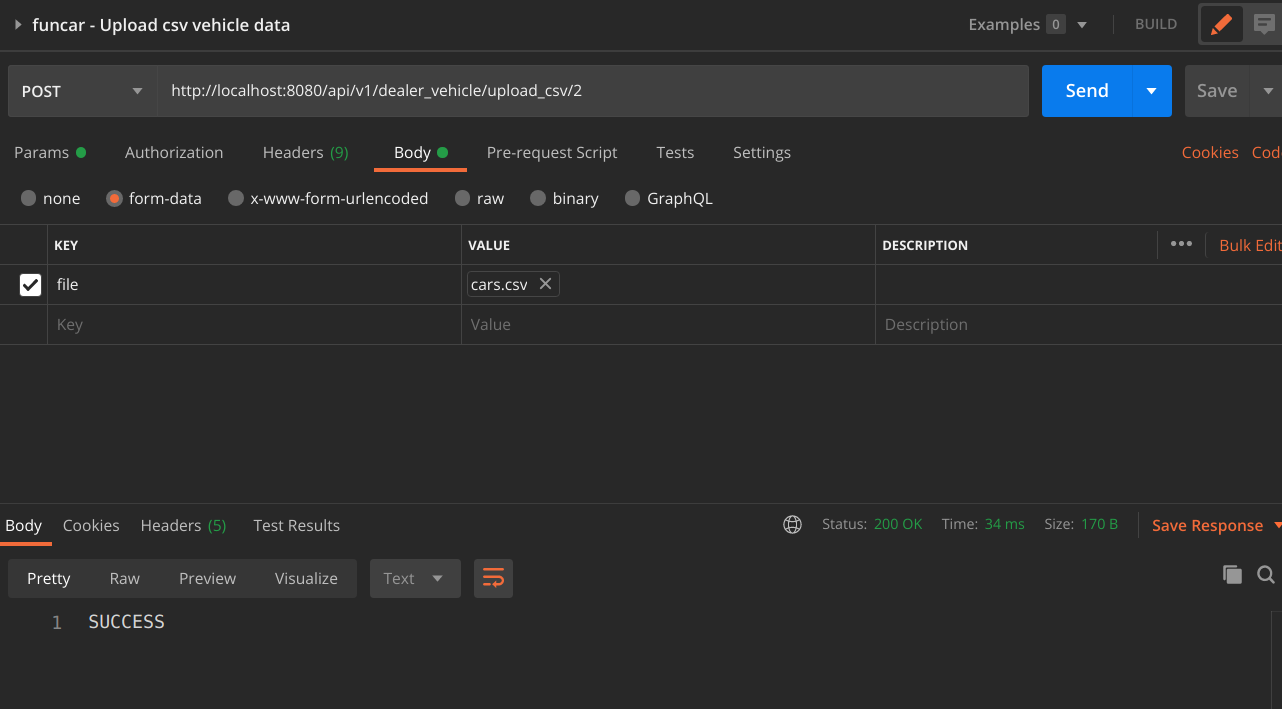 funcar - Upload csv vehicle data Examples 0 BUILD
POST http://localhost:8080/api/v1/dealer_vehicle/upload_csv/2 Send Save
Params Authorization Headers (9) Body Pre-request Script Tests Settings Cookies Cod
none form-data x-www-form-urlencoded raw binary GraphQL
KEY VALUE DESCRIPTION ••• Bulk Edit
file cars.csv
Key Value Description
Body Cookies Headers (5) Test Results Status: 200 OK Time: 34 ms Size: 170 B Save Response
Pretty Raw Preview Visualize Text
1 SUCCESS